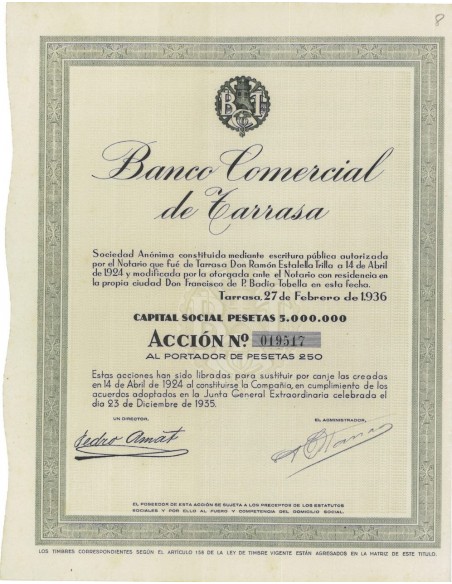 8
B T
Banco Comercial
de Tarrasa
Sociedad Anónima constituida mediante escritura pública autorizada
por el Notario que fué de Tarrasa Don Ramón Estalella Trilla a 14 de Abril
de 1924 y modificada por la otorgada ante el Notario con residencia en
la propia ciudad Don Francisco de P. Badia Tobella en esta fecha.
Tarrasa, 27 de Febrero de 1.936
CAPITAL SOCIAL PESETAS 5.000.000
ACCIÓN Nº 019517
AL PORTADOR DE PESETAS 250
Estas acciones han sido libradas para sustituir por canje las creadas
en 14 de Abril de 1924 al constituirse la Compañía, en cumplimiento de los
acuerdos adoptados en la Junta General Extraordinaria celebrada el
día 23 de Diciembre de 1935.
UN DIRECTOR, EL ADMINISTRADOR,
Pedro Amat
EL POSEEDOR DE ESTA ACCIÓN SE SUJETA A LOS PRECEPTOS DE LOS ESTATUTOS
SOCIALES Y POR ELLO AL FUERO Y COMPETENCIA DEL DOMICILIO SOCIAL.
LOS TIMBRES CORRESPONDIENTES SEGÚN EL ARTÍCULO 158 DE LA LEY DE TIMBRE VIGENTE ESTÁN AGREGADOS EN LA MATRIZ DE ESTE TÍTULO.